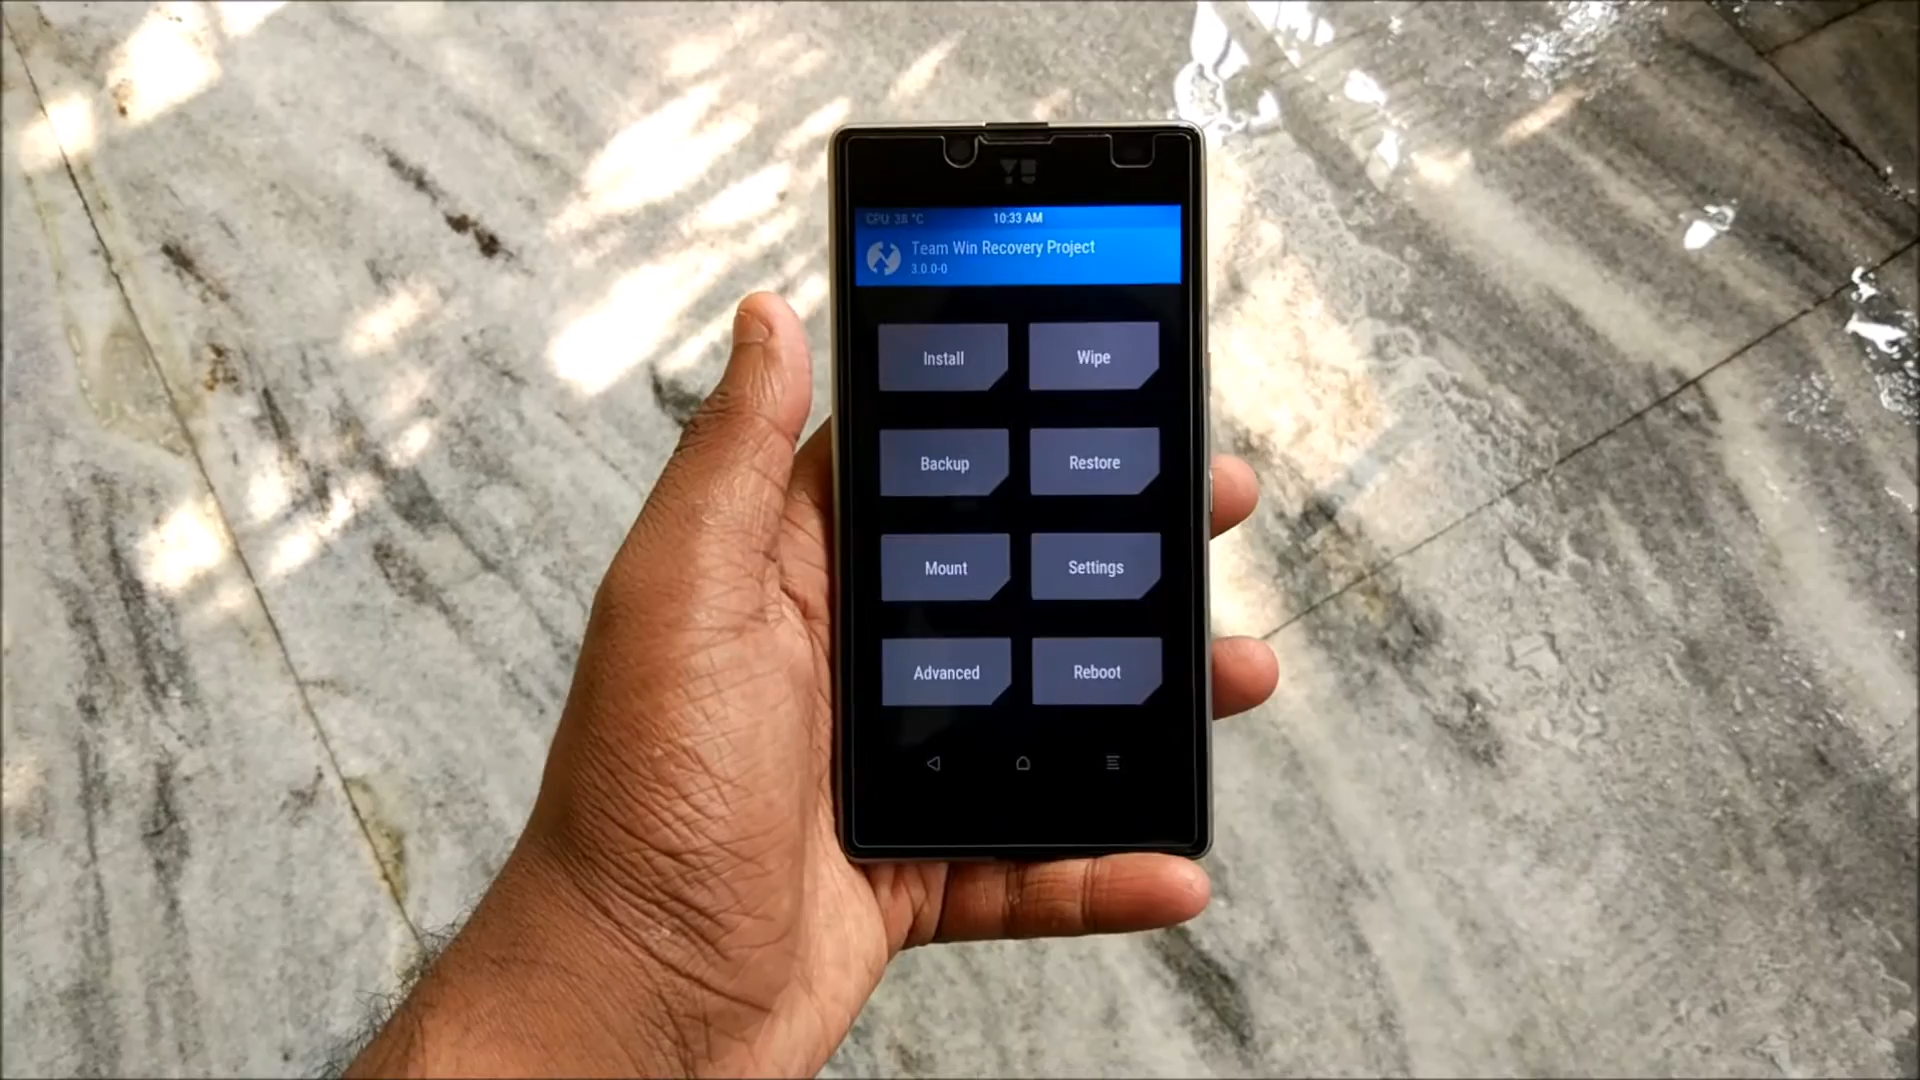 YU
CPU: 38 °C 10:33 AM
Team Win Recovery Project
3.0.0-0
Install Wipe
Backup Restore
Mount Settings
Advanced Reboot